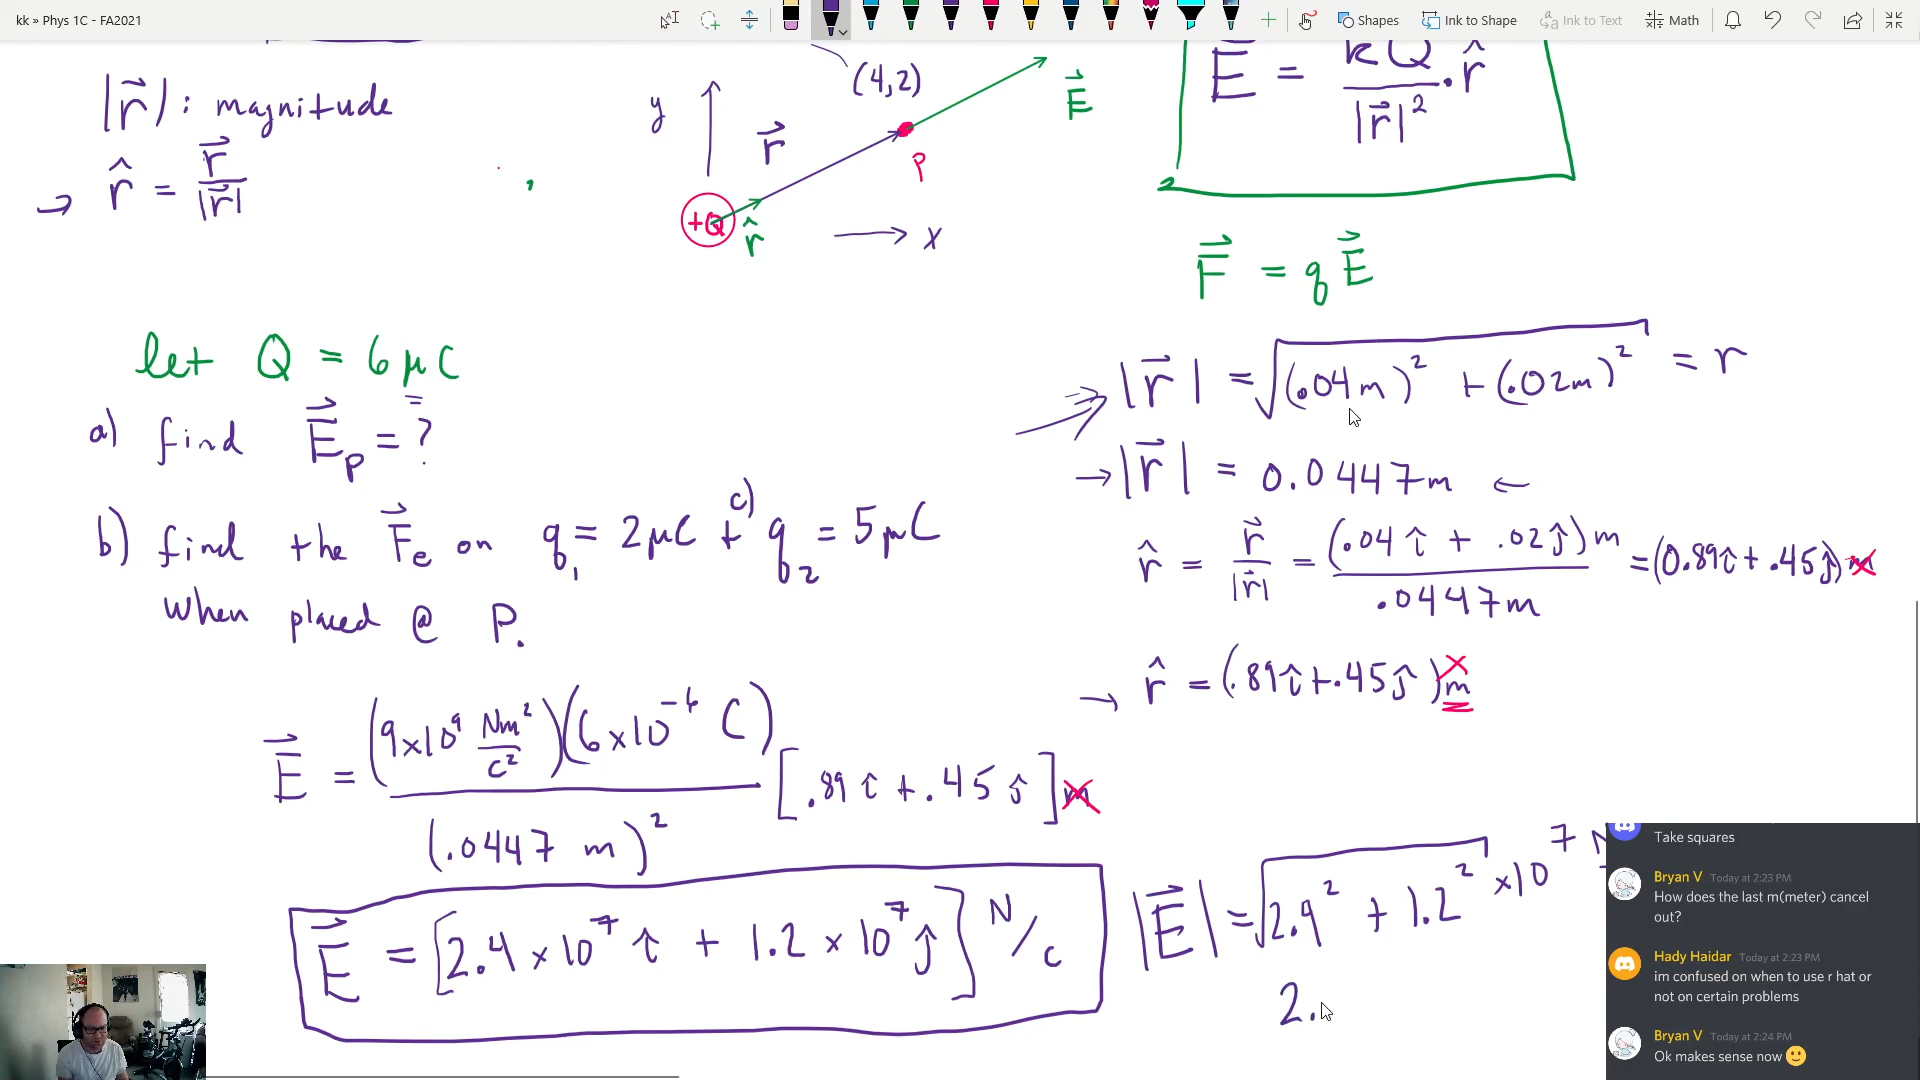 kk » Phys 1C - FA2021
Shapes
Ink to Shape
Ink to Text
Math
|r⃗| : magnitude
r̂ = r⃗ / |r⃗|
y
r⃗
(4,2)
P
E⃗
+Q
r̂
x
E⃗ = kQ / |r⃗|² · r̂
F⃗ = q E⃗
let Q = 6 μC
a) find E⃗p = ?
b) find the F⃗e on q₁ = 2μC + c) q₂ = 5μC
when placed @ P.
|r⃗| = √((.04m)² + (.02m)²) = r
→ |r⃗| = 0.0447m ←
r̂ = r⃗ / |r⃗| = (.04 î + .02 ĵ)m / .0447m = (0.89î + .45ĵ) m
→ r̂ = (.89î + .45ĵ) m
E⃗ = (9×10⁹ Nm²/C²)(6×10⁻⁶ C) / (.0447 m)² [.89 î + .45 ĵ] m
E⃗ = [2.4 × 10⁷ î + 1.2 × 10⁷ ĵ] N/C
|E⃗| = √(2.9² + 1.2²) ×10⁷
2.
Take squares
Bryan V Today at 2:23 PM
How does the last m(meter) cancel
out?
Hady Haidar Today at 2:23 PM
im confused on when to use r hat or
not on certain problems
Bryan V Today at 2:24 PM
Ok makes sense now 🙂